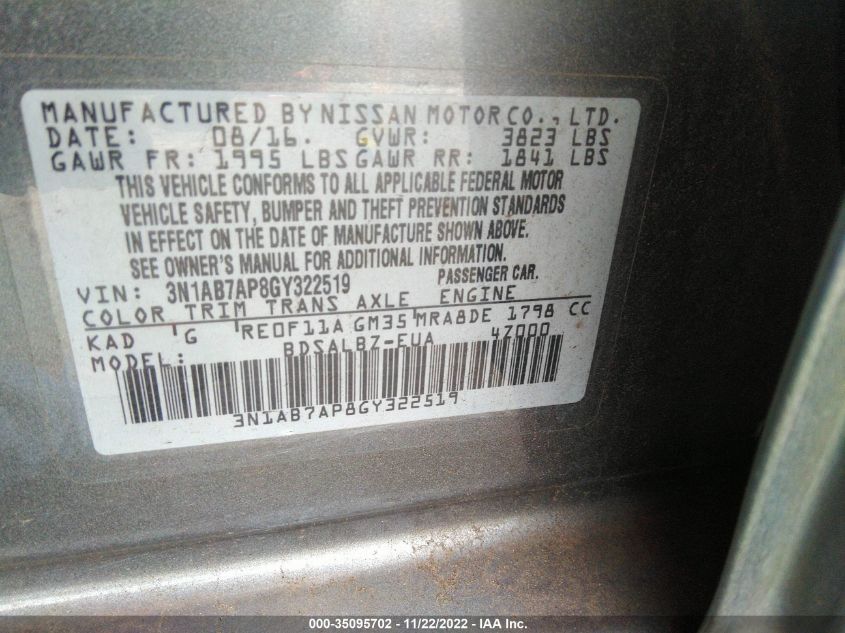 MANUFACTURED BY NISSAN MOTOR CO., LTD.
DATE: 08/16. GVWR: 3823 LBS
GAWR FR: 1995 LBS GAWR RR: 1841 LBS
THIS VEHICLE CONFORMS TO ALL APPLICABLE FEDERAL MOTOR
VEHICLE SAFETY, BUMPER AND THEFT PREVENTION STANDARDS
IN EFFECT ON THE DATE OF MANUFACTURE SHOWN ABOVE.
SEE OWNER'S MANUAL FOR ADDITIONAL INFORMATION.
VIN: 3N1AB7AP8GY322519 PASSENGER CAR.
COLOR TRIM TRANS AXLE ENGINE
KAD G RE0F11A GM35 MRA8DE 1798 CC
MODEL: BDSALBZ-EUA 4Z000
3N1AB7AP8GY322519
000-35095702 - 11/22/2022 - IAA Inc.